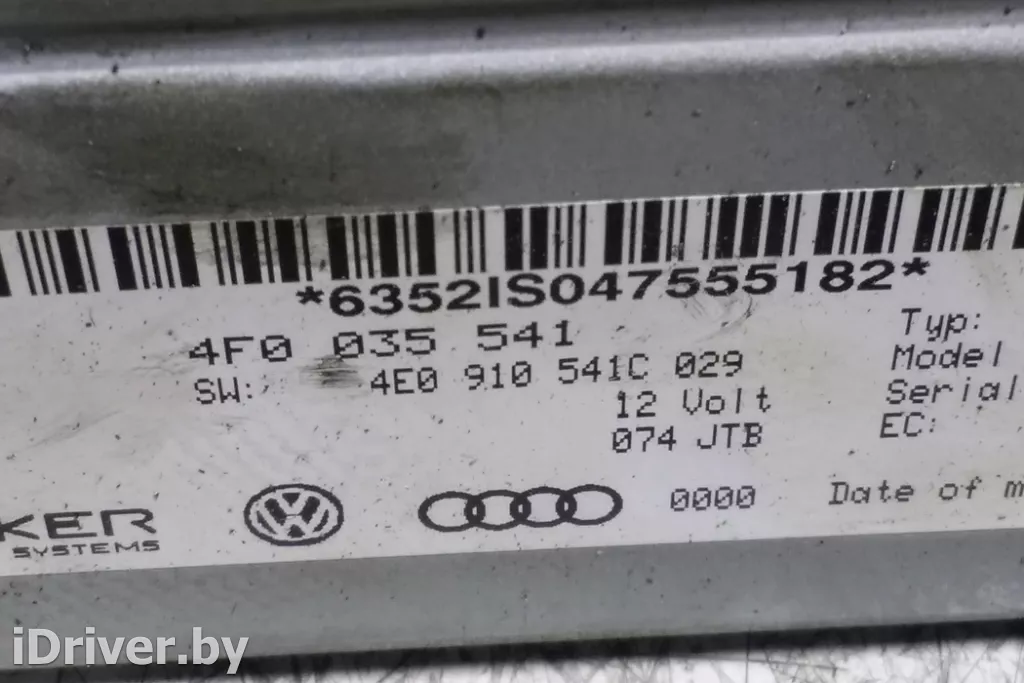 *6352IS047555182*
4F0 035 541
SW: 4E0 910 541C 029
12 Volt
074 JTB
0000
Typ:
Model
Serial
EC:
Date of m
KER
SYSTEMS
iDriver.by